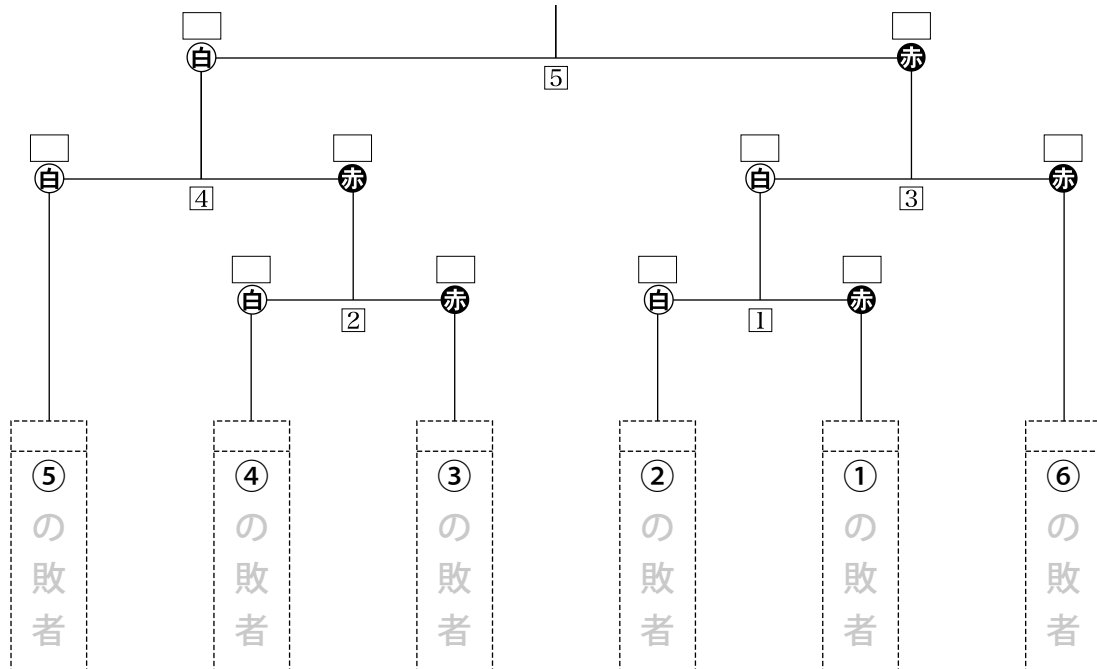 白 赤
5
白 赤 白 赤
4 3
白 赤 白 赤
2 1
⑤の敗者
④の敗者
③の敗者
②の敗者
①の敗者
⑥の敗者